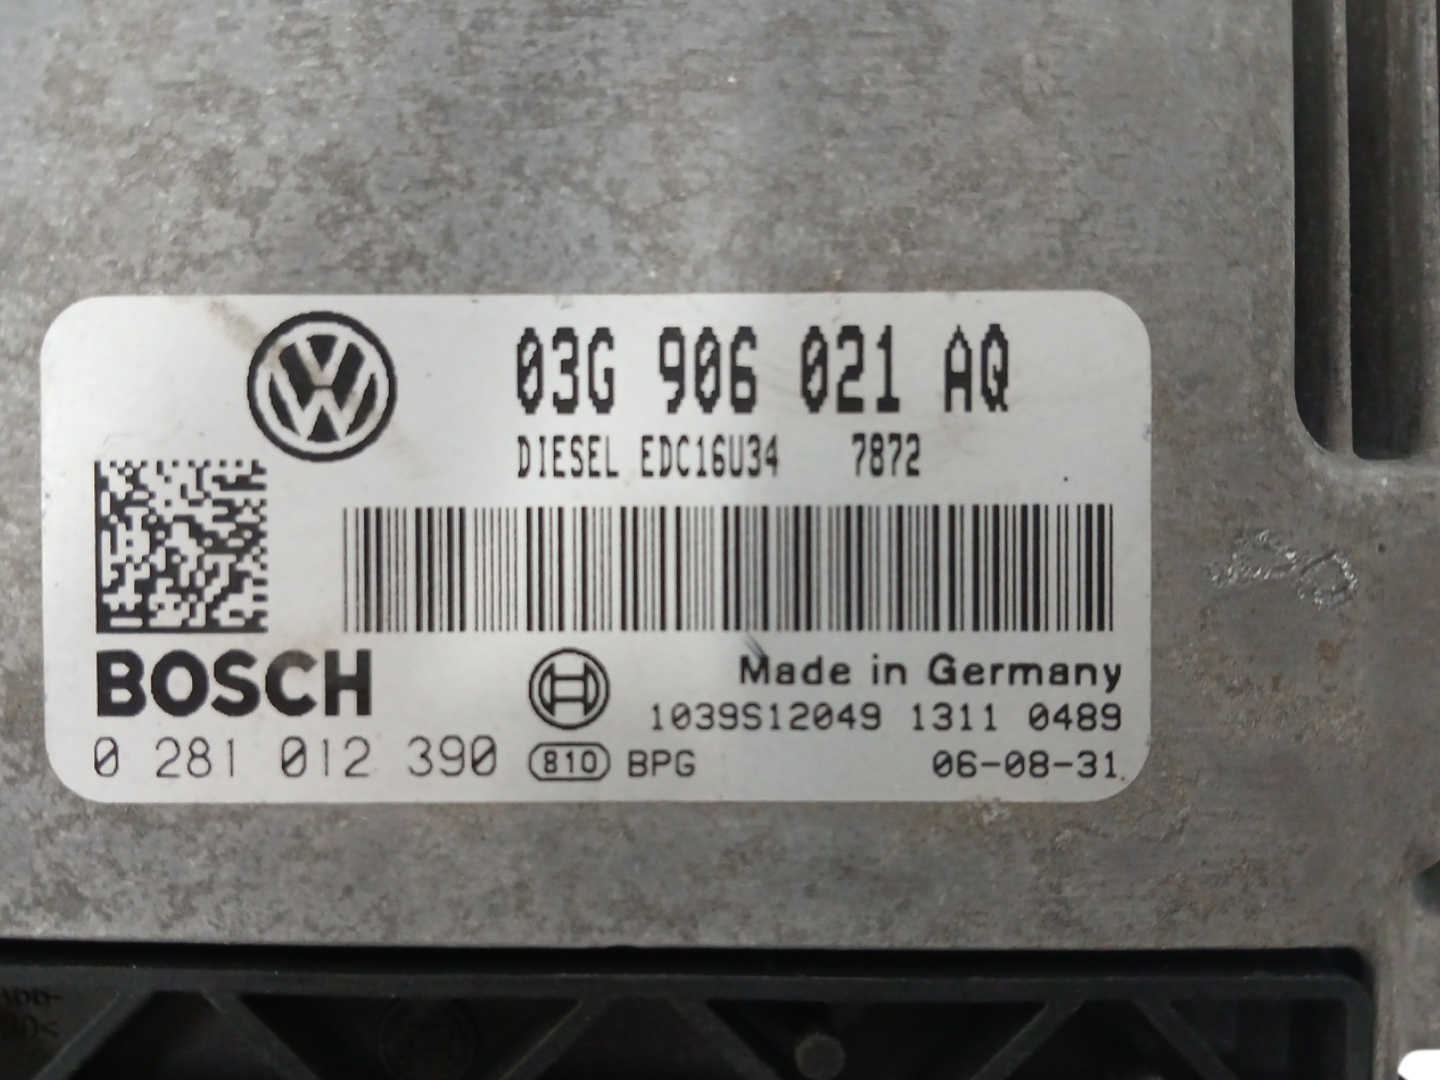 03G 906 021 AQ
DIESEL EDC16U34 7872
BOSCH
Made in Germany
1039S12049 1311 0489
0 281 012 390
810 BPG
06-08-31